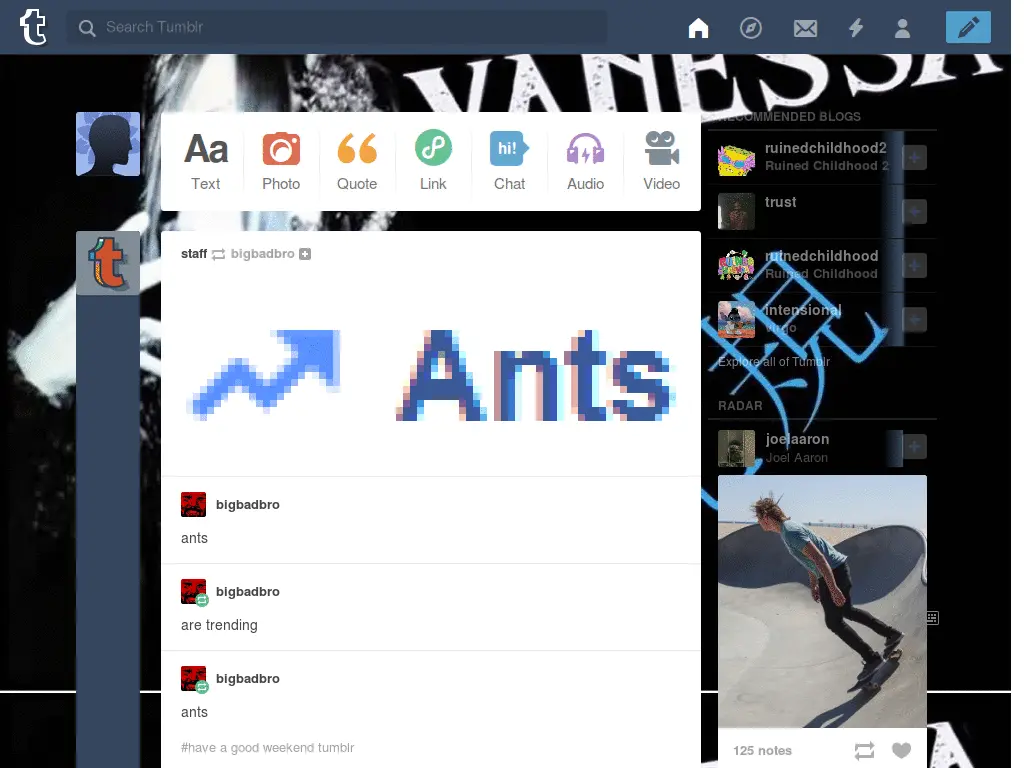 t
Search Tumblr
VANESSA
Aa
hi!
Text
Photo
Quote
Link
Chat
Audio
Video
t
staff bigbadbro
Ants
bigbadbro
ants
bigbadbro
are trending
bigbadbro
ants
#have a good weekend tumblr
RECOMMENDED BLOGS
ruinedchildhood2
Ruined Childhood 2
trust
ruinedchildhood
Ruined Childhood
intensional
Explore all of Tumblr
RADAR
joelaaron
Joel Aaron
125 notes